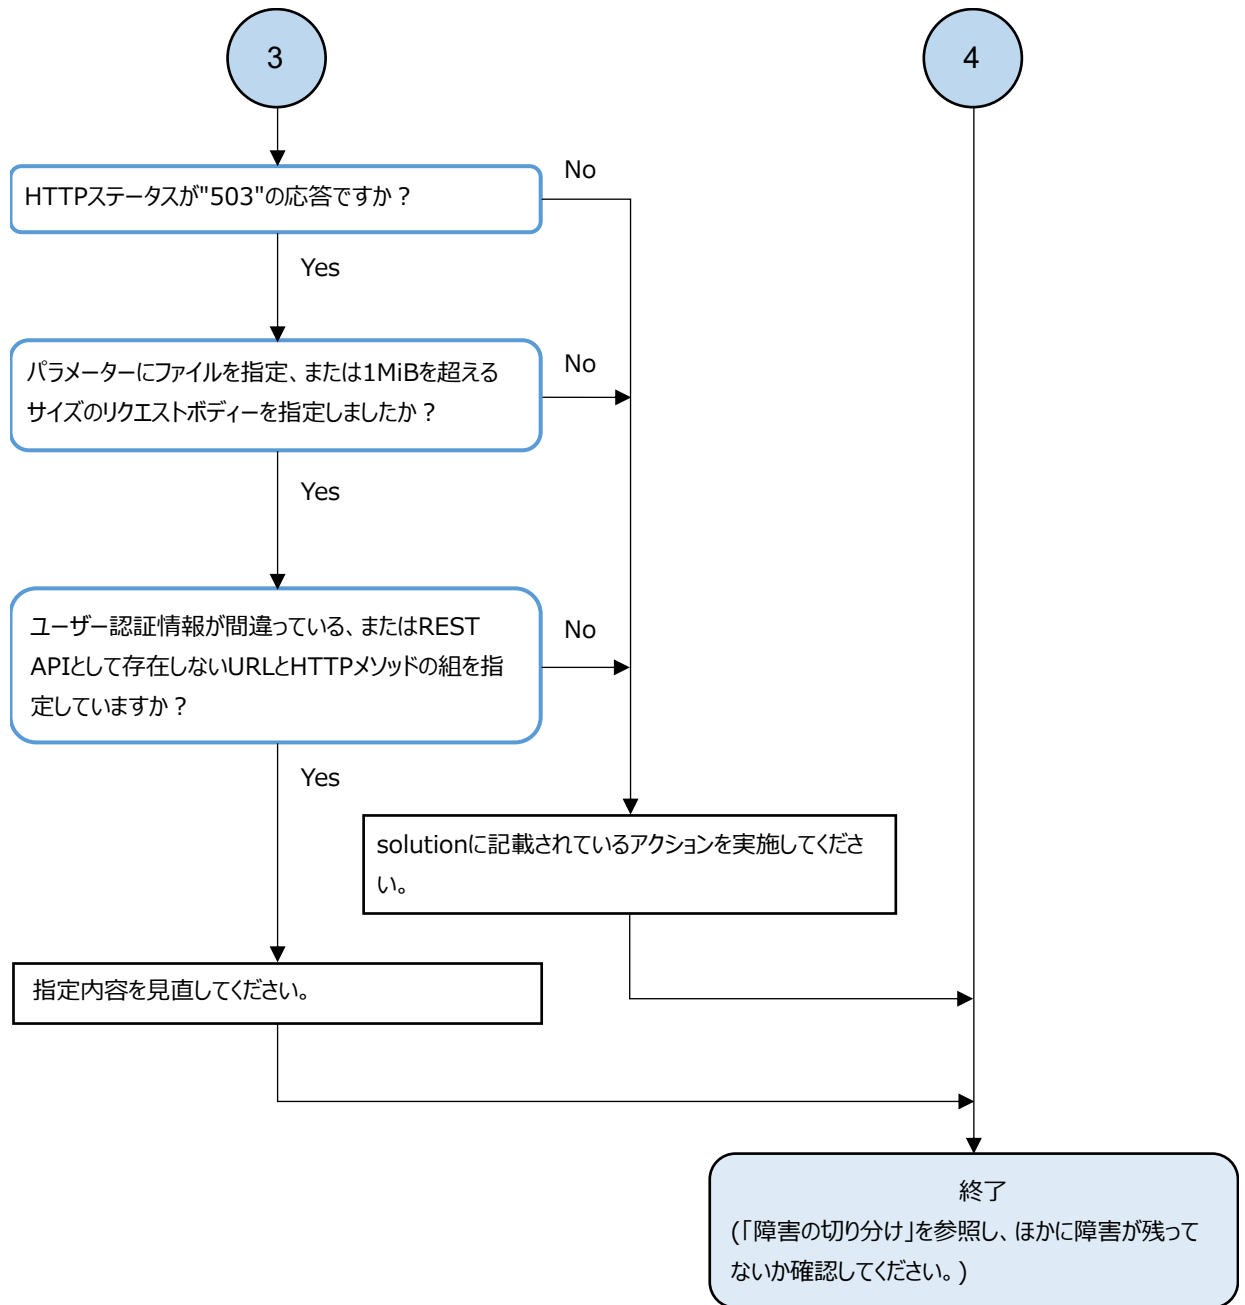 3
4
HTTPステータスが"503"の応答ですか？
No
Yes
パラメーターにファイルを指定、または1MiBを超える
サイズのリクエストボディーを指定しましたか？
No
Yes
ユーザー認証情報が間違っている、またはREST
APIとして存在しないURLとHTTPメソッドの組を指
定していますか？
No
Yes
solutionに記載されているアクションを実施してくださ
い。
指定内容を見直してください。
終了
(「障害の切り分け」を参照し、ほかに障害が残って
ないか確認してください。)